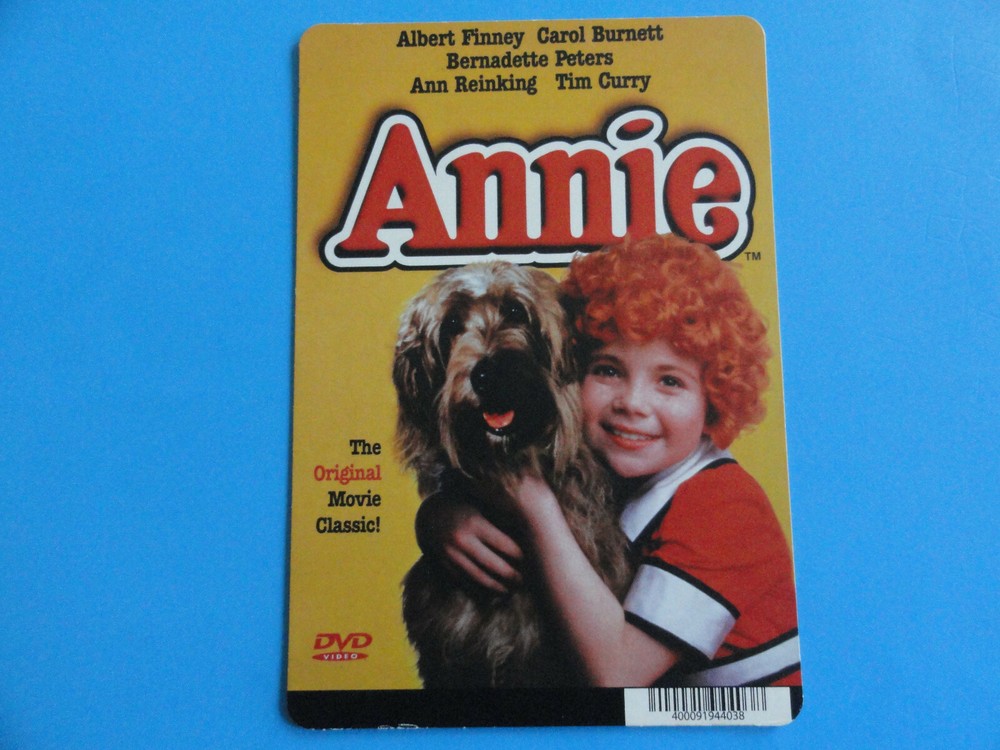 Albert Finney Carol Burnett
Bernadette Peters
Ann Reinking Tim Curry
Annie
TM
The
Original
Movie
Classic!
DVD
VIDEO
400091944038